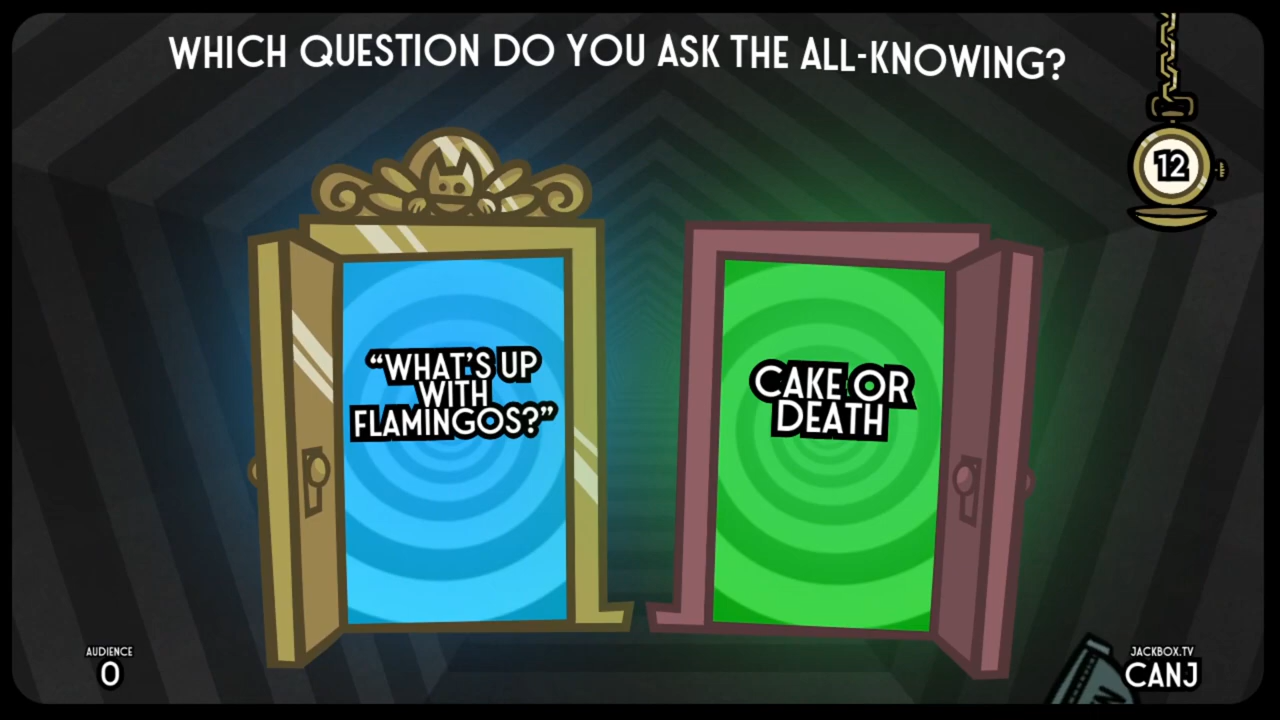 WHICH QUESTION DO YOU ASK THE ALL-KNOWING?
12
"WHAT'S UP
WITH
FLAMINGOS?"
CAKE OR
DEATH
AUDIENCE
0
JACKBOX.TV
CANJ